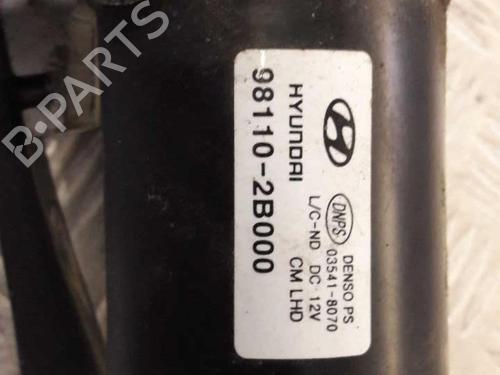 HYUNDAI
98110-2B000
DNPS
DENSO PS
03541-8070
L/C-ND DC 12V
CM LHD
B-PARTS